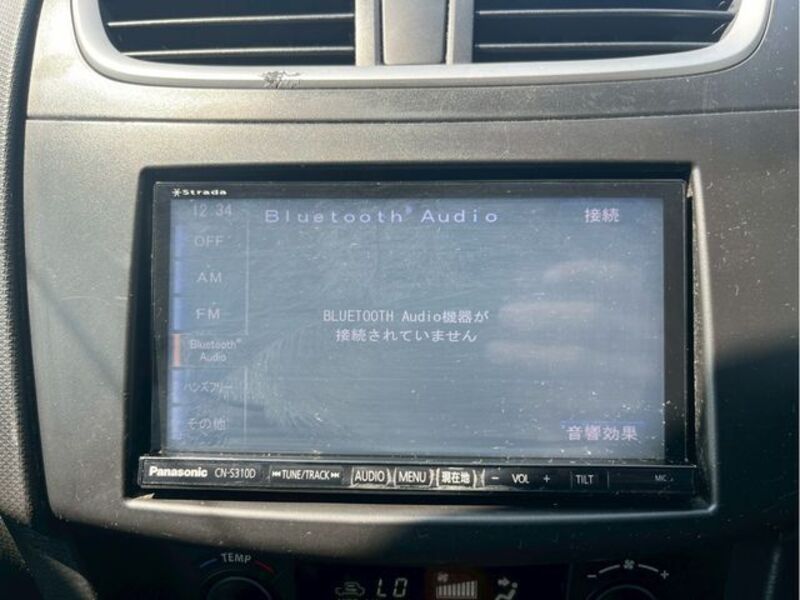 Strada
12:34
Bluetooth® Audio
接続
OFF
AM
FM
Bluetooth®
Audio
ハンズフリー
その他
BLUETOOTH Audio機器が
接続されていません
音響効果
Panasonic CN-S310D TUNE/TRACK AUDIO MENU 現在地 − VOL + TILT MIC
TEMP
LO
− +